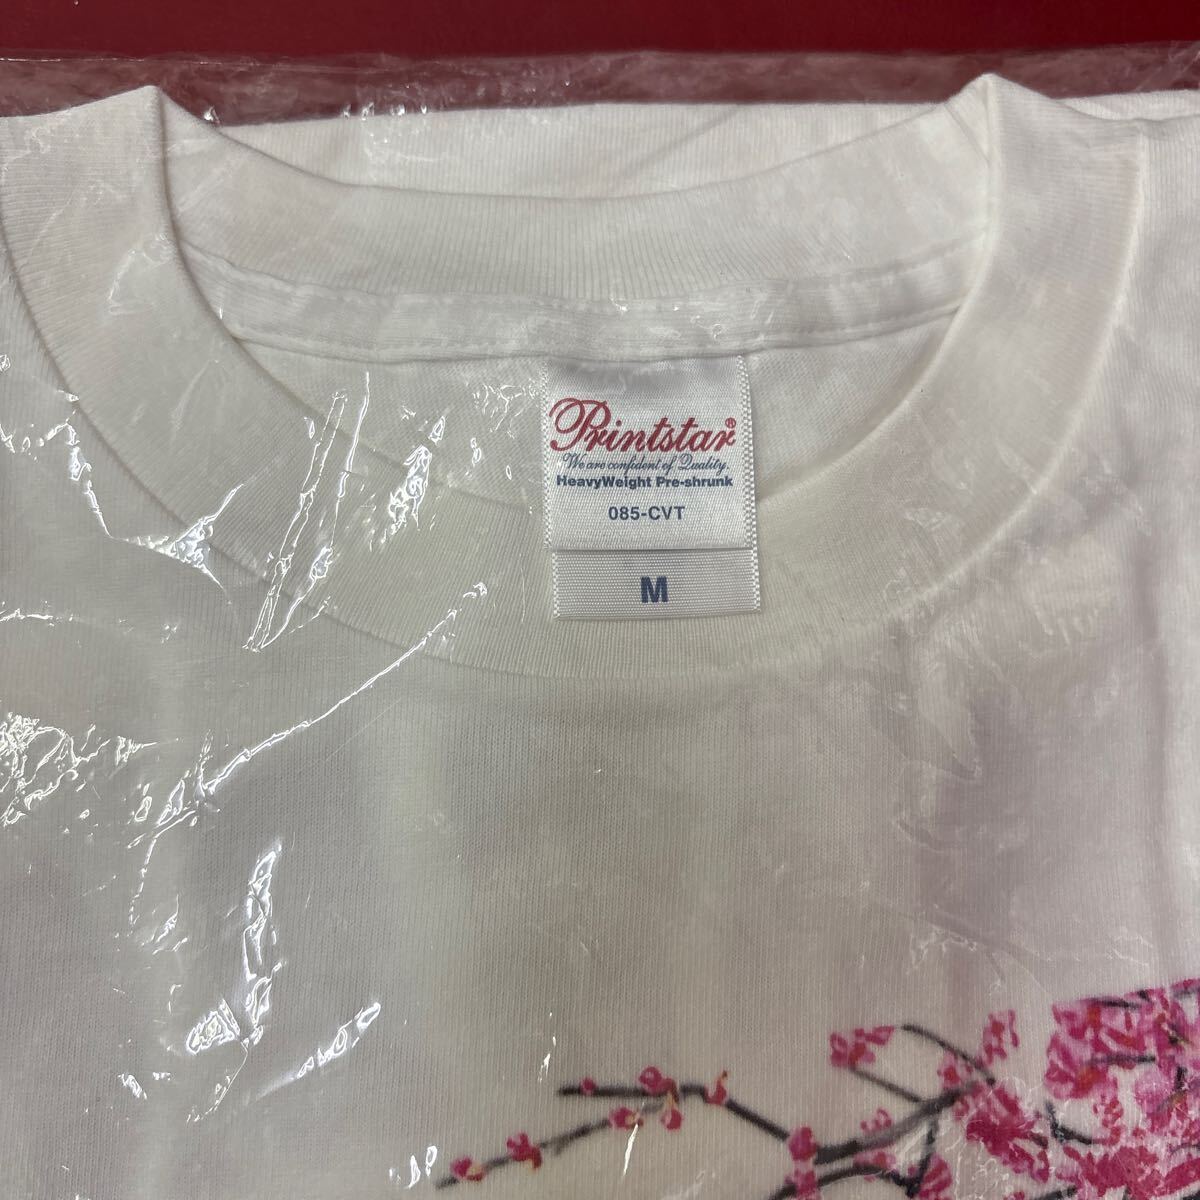 Printstar®
We are confident of Quality.
HeavyWeight Pre-shrunk
085-CVT
M